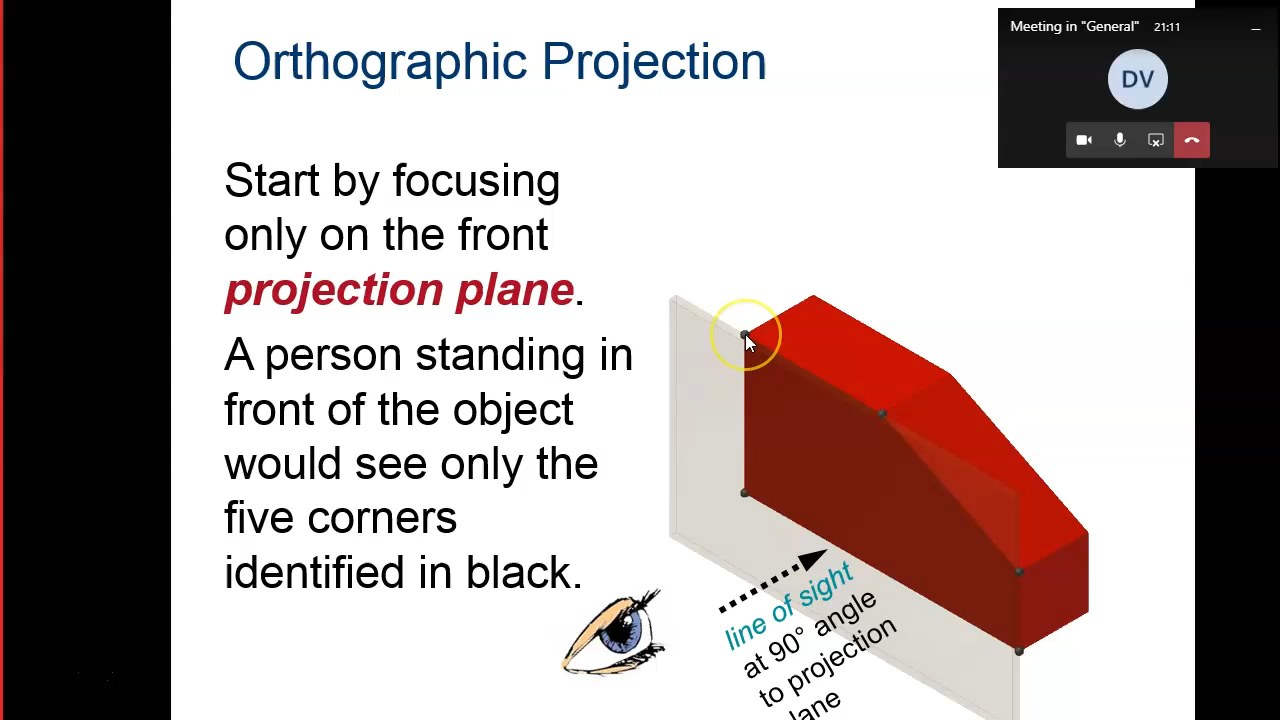 Orthographic Projection
Meeting in "General" 21:11
DV
Start by focusing
only on the front
projection plane.
A person standing in
front of the object
would see only the
five corners
identified in black.
line of sight
at 90° angle
to projection
lane